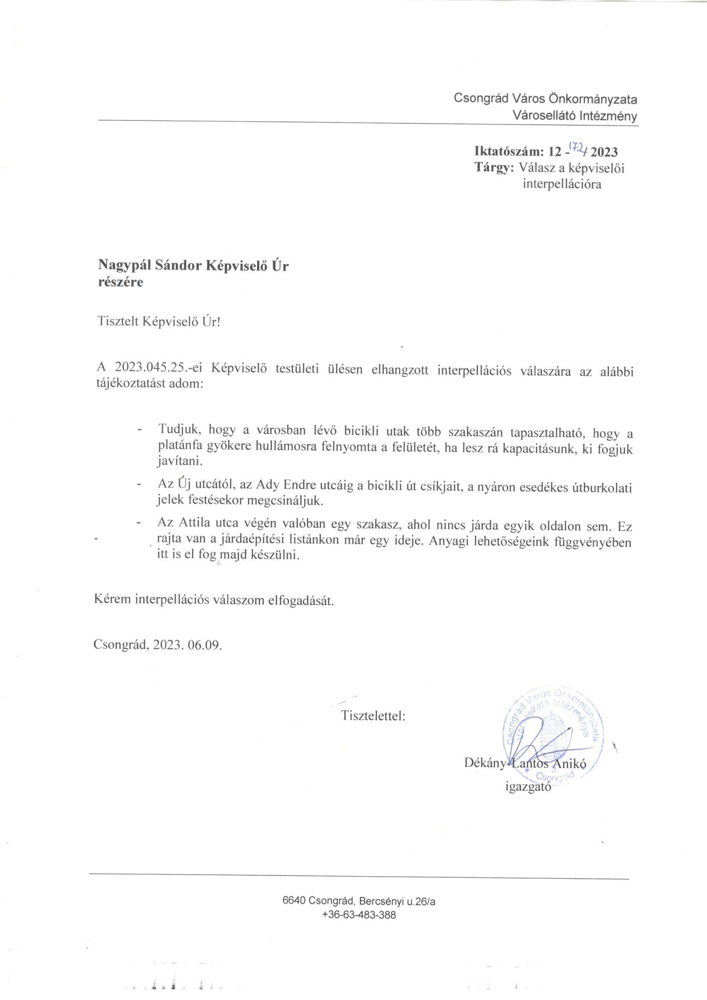 Csongrád Város Önkormányzata
Városellátó Intézmény
Iktatószám: 12 - 172/ 2023
Tárgy: Válasz a képviselői
interpellációra
Nagypál Sándor Képviselő Úr
részére
Tisztelt Képviselő Úr!
A 2023.045.25.-ei Képviselő testületi ülésen elhangzott interpellációs válaszára az alábbi
tájékoztatást adom:
- Tudjuk, hogy a városban lévő bicikli utak több szakaszán tapasztalható, hogy a
platánfa gyökere hullámosra felnyomta a felületét, ha lesz rá kapacitásunk, ki fogjuk
javítani.
- Az Új utcától, az Ady Endre utcáig a bicikli út csíkjait, a nyáron esedékes útburkolati
jelek festésekor megcsináljuk.
- Az Attila utca végén valóban egy szakasz, ahol nincs járda egyik oldalon sem. Ez
rajta van a járdaépítési listánkon már egy ideje. Anyagi lehetőségeink függvényében
itt is el fog majd készülni.
Kérem interpellációs válaszom elfogadását.
Csongrád, 2023. 06.09.
Tisztelettel:
Csongrád Város Önkormányzata
Városellátó Intézménye
3.
Csongrád
Dékány-Lantos Anikó
igazgató
6640 Csongrád, Bercsényi u.26/a
+36-63-483-388